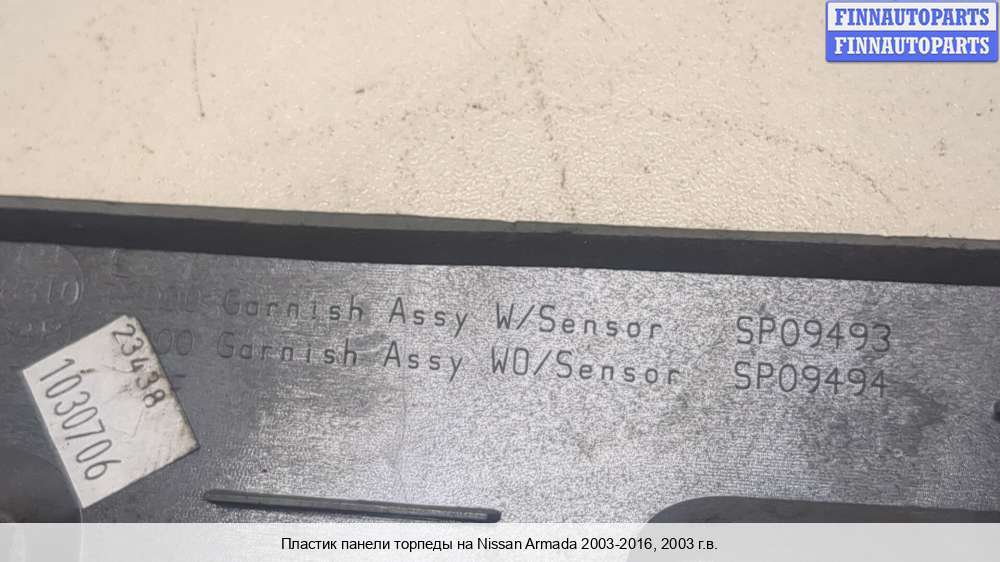 FINNAUTOPARTS
FINNAUTOPARTS
Garnish Assy W/Sensor SP09493
Garnish Assy WO/Sensor SP09494
23438
1030706
Пластик панели торпеды на Nissan Armada 2003-2016, 2003 г.в.